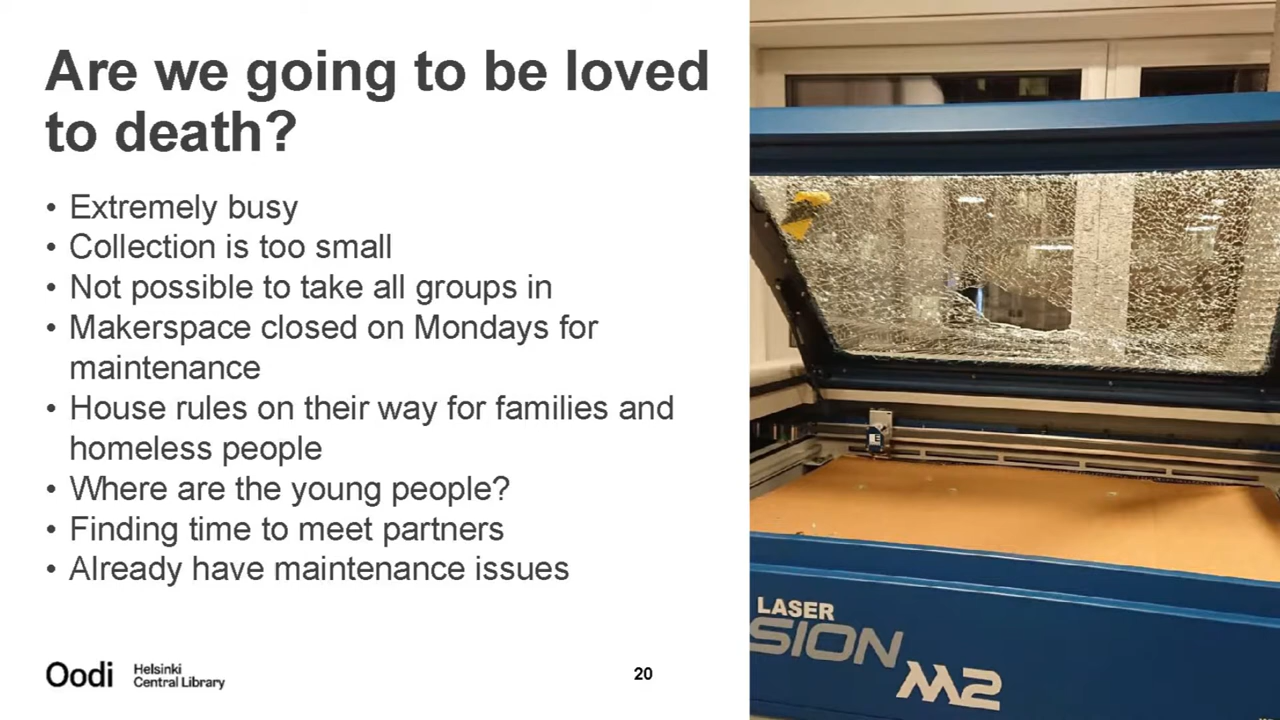 Are we going to be loved
to death?
• Extremely busy
• Collection is too small
• Not possible to take all groups in
• Makerspace closed on Mondays for
maintenance
• House rules on their way for families and
homeless people
• Where are the young people?
• Finding time to meet partners
• Already have maintenance issues
Oodi
Helsinki
Central Library
20
LASER
SION
M2